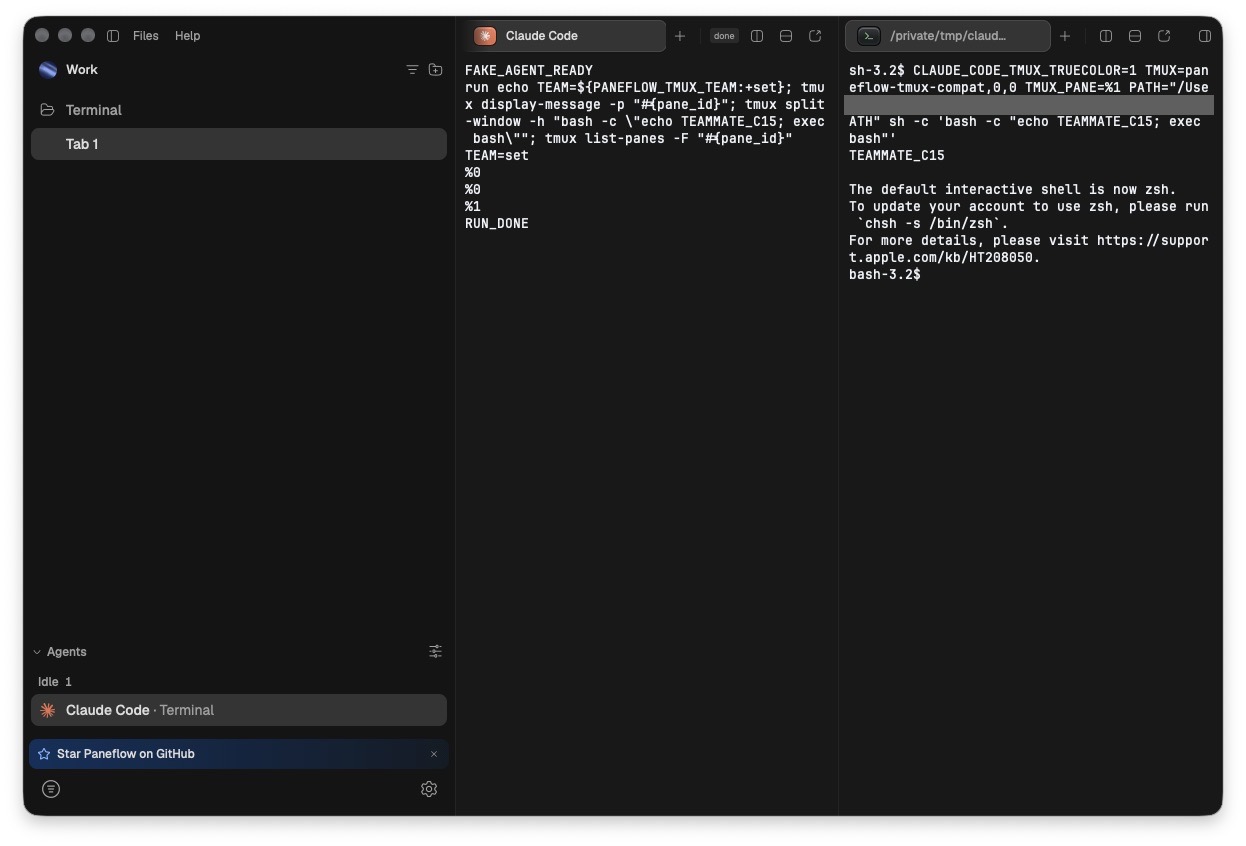 Files Help
Work
Terminal
Tab 1
Agents
Idle 1
Claude Code · Terminal
Star Paneflow on GitHub
Claude Code
done
FAKE_AGENT_READY
run echo TEAM=${PANEFLOW_TMUX_TEAM:+set}; tmu
x display-message -p "#{pane_id}"; tmux split
-window -h "bash -c \"echo TEAMMATE_C15; exec
bash\""; tmux list-panes -F "#{pane_id}"
TEAM=set
%0
%0
%1
RUN_DONE
/private/tmp/claud…
sh-3.2$ CLAUDE_CODE_TMUX_TRUECOLOR=1 TMUX=pan
eflow-tmux-compat,0,0 TMUX_PANE=%1 PATH="/Use
ATH" sh -c 'bash -c "echo TEAMMATE_C15; exec
bash"'
TEAMMATE_C15
The default interactive shell is now zsh.
To update your account to use zsh, please run
`chsh -s /bin/zsh`.
For more details, please visit https://suppor
t.apple.com/kb/HT208050.
bash-3.2$